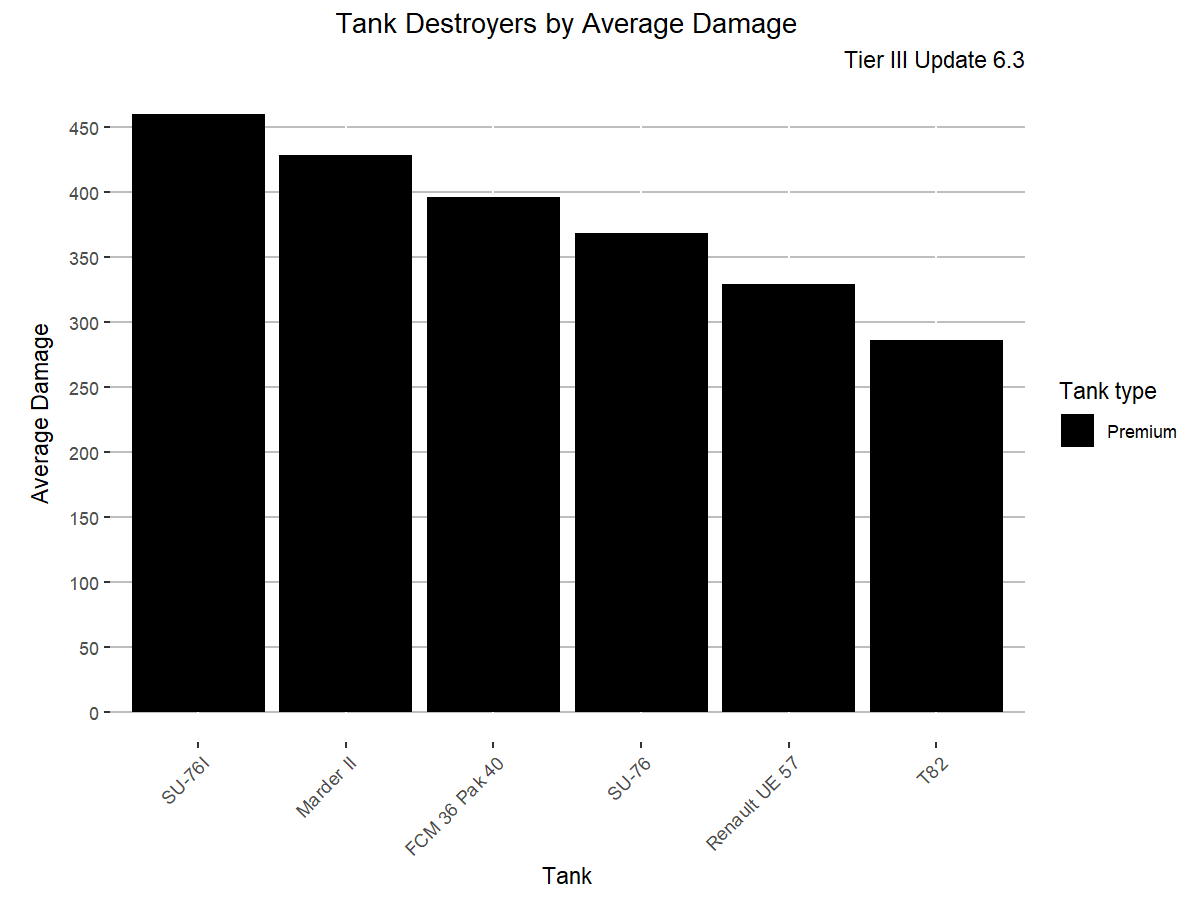 Tank Destroyers by Average Damage
Tier III Update 6.3
Average Damage
450
400
350
300
250
200
150
100
50
0
SU-76I
Marder II
FCM 36 Pak 40
SU-76
Renault UE 57
T82
Tank
Tank type
Premium